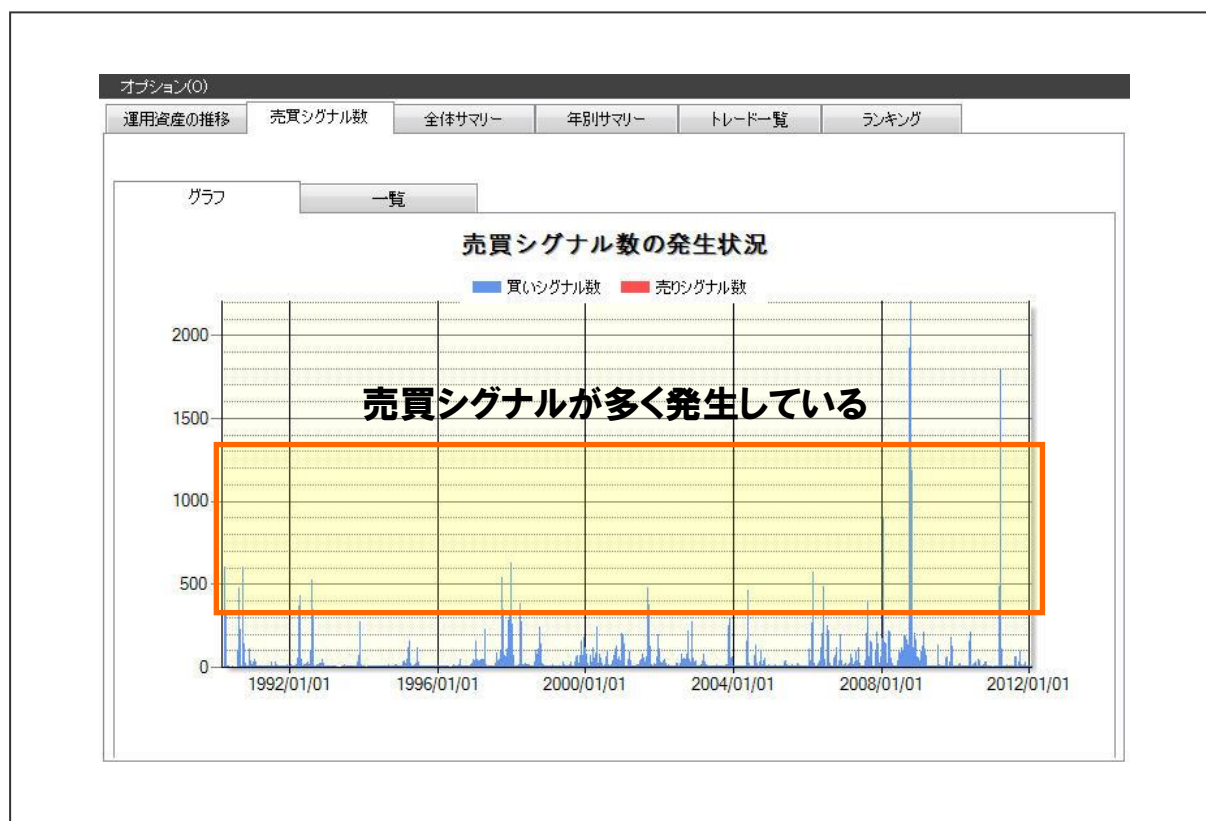 オプション(O)
運用資産の推移 売買シグナル数 全体サマリー 年別サマリー トレード一覧 ランキング
グラフ 一覧
売買シグナル数の発生状況
買いシグナル数 売りシグナル数
2000
売買シグナルが多く発生している
1500
1000
500
0
1992/01/01 1996/01/01 2000/01/01 2004/01/01 2008/01/01 2012/01/01